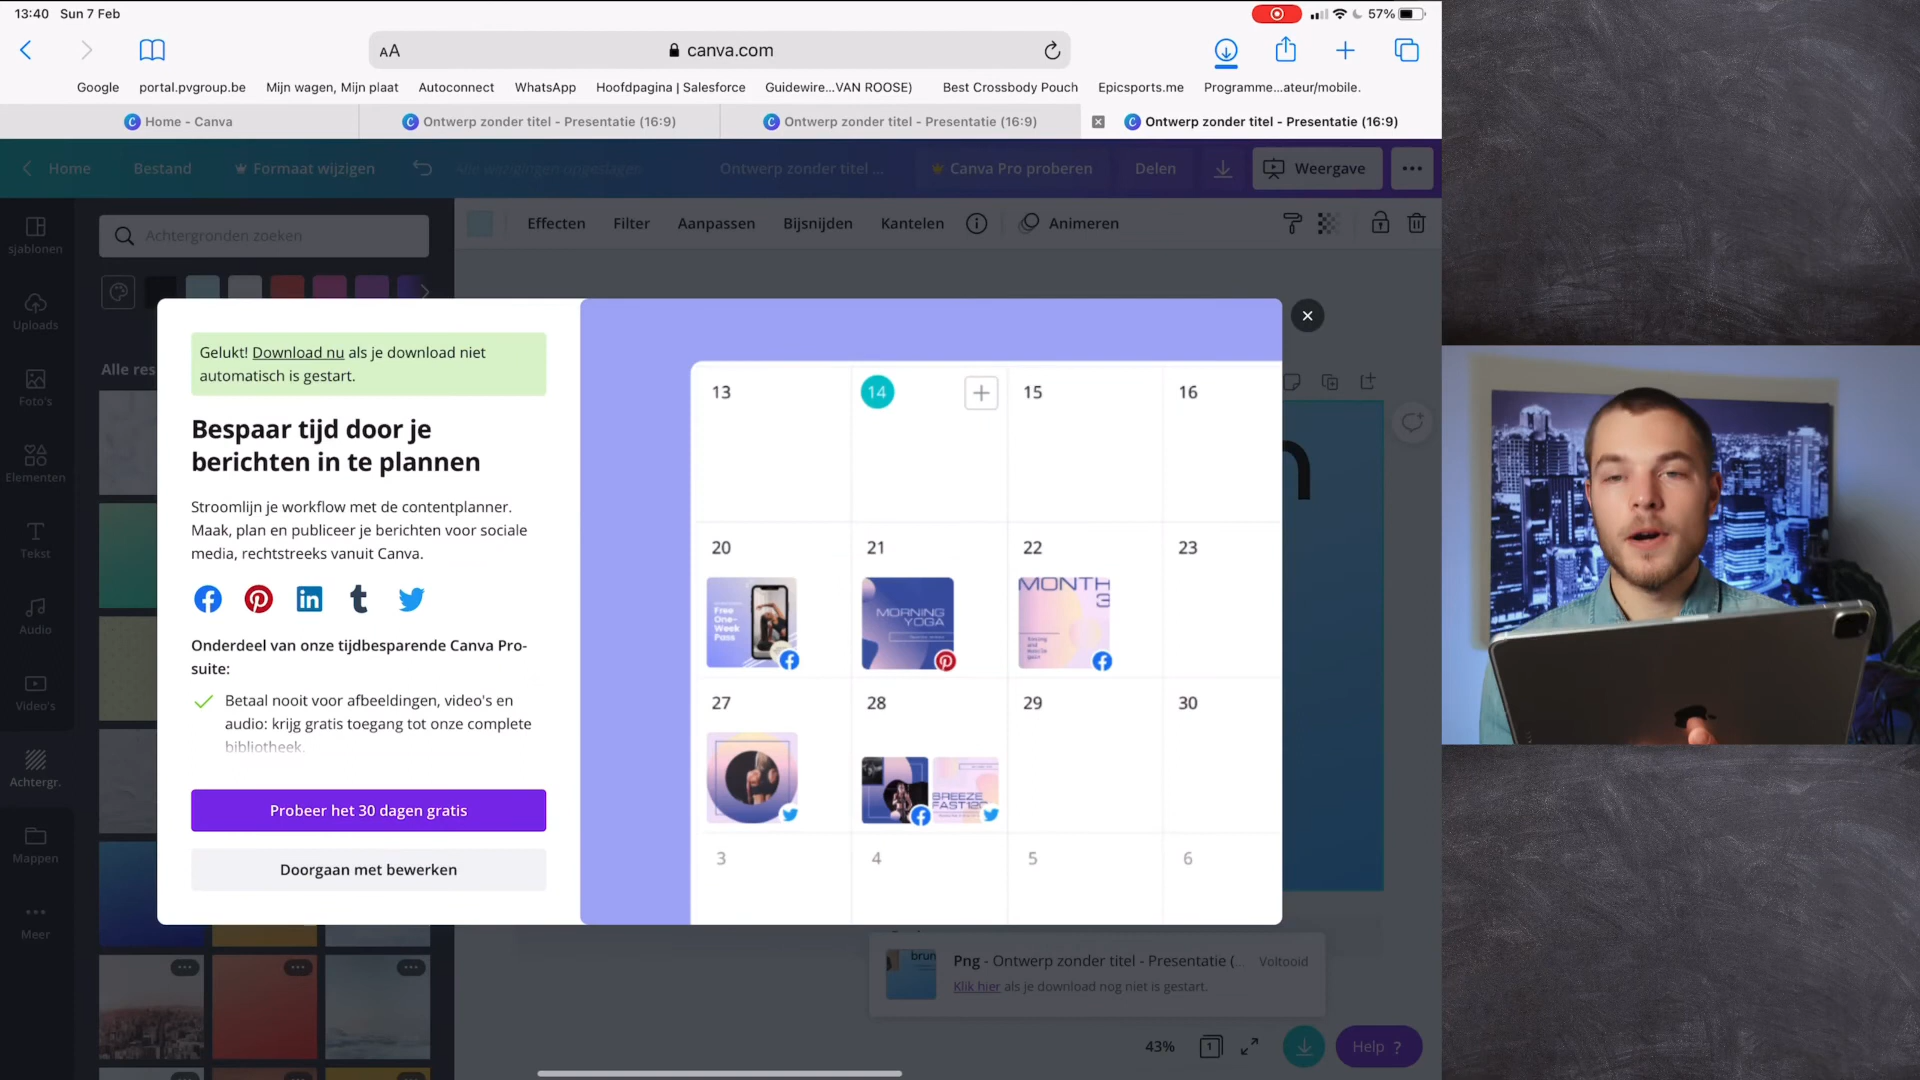 13:40 Sun 7 Feb
57%
AA
canva.com
Google
portal.pvgroup.be
Mijn wagen, Mijn plaat
Autoconnect
WhatsApp
Hoofdpagina | Salesforce
Guidewire...VAN ROOSE)
Best Crossbody Pouch
Epicsports.me
Programme...ateur/mobile.
Home - Canva
Ontwerp zonder titel - Presentatie (16:9)
Ontwerp zonder titel - Presentatie (16:9)
Ontwerp zonder titel - Presentatie (16:9)
Home
Bestand
Formaat wijzigen
Alle wijzigingen opgeslagen
Ontwerp zonder titel ...
Canva Pro proberen
Delen
Weergave
sjablonen
Uploads
Foto's
Elementen
Tekst
Audio
Video's
Achtergr.
Mappen
Meer
Achtergronden zoeken
Alle res
Effecten
Filter
Aanpassen
Bijsnijden
Kantelen
Animeren
Gelukt! Download nu als je download niet
automatisch is gestart.
Bespaar tijd door je
berichten in te plannen
Stroomlijn je workflow met de contentplanner.
Maak, plan en publiceer je berichten voor sociale
media, rechtstreeks vanuit Canva.
Onderdeel van onze tijdbesparende Canva Pro-
suite:
Betaal nooit voor afbeeldingen, video's en
audio: krijg gratis toegang tot onze complete
bibliotheek.
Probeer het 30 dagen gratis
Doorgaan met bewerken
13
14
15
16
20
21
22
23
Free
One-
Week
Pass
MORNING
YOGA
MONTH
3
27
28
29
30
BREEZE
3
4
5
6
n
brun
Png - Ontwerp zonder titel - Presentatie (...
Voltooid
Klik hier als je download nog niet is gestart.
43%
1
Help ?